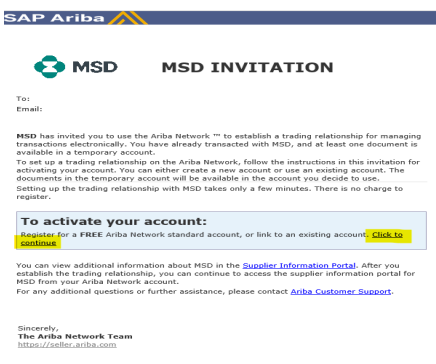 SAP Ariba
MSD MSD INVITATION
To:
Email:
MSD has invited you to use the Ariba Network ™ to establish a trading relationship for managing
transactions electronically. You have already transacted with MSD, and at least one document is
available in a temporary account.
To set up a trading relationship on the Ariba Network, follow the instructions in this invitation for
activating your account. You can either create a new account or use an existing account. The
documents in the temporary account will be available in the account you decide to use.
Setting up the trading relationship with MSD takes only a few minutes. There is no charge to
register.
To activate your account:
Register for a FREE Ariba Network standard account, or link to an existing account. Click to
continue
You can view additional information about MSD in the Supplier Information Portal. After you
establish the trading relationship, you can continue to access the supplier information portal for
MSD from your Ariba Network account.
For any additional questions or further assistance, please contact Ariba Customer Support.
Sincerely,
The Ariba Network Team
https://seller.ariba.com